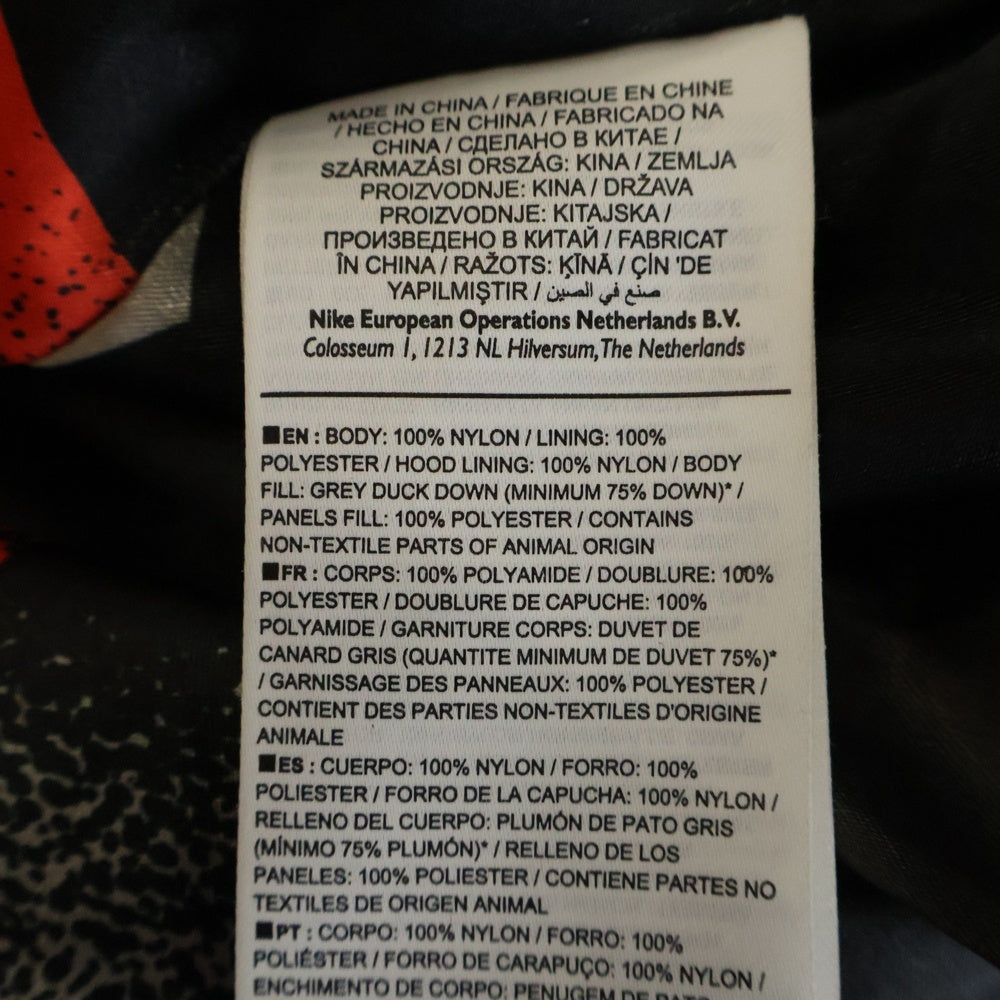 MADE IN CHINA / FABRIQUE EN CHINE
/ HECHO EN CHINA / FABRICADO NA
CHINA / СДЕЛАНО В КИТАЕ /
SZÁRMAZÁSI ORSZÁG: KINA / ZEMLJA
PROIZVODNJE: KINA / DRŽAVA
PROIZVODNJE: KITAJSKA /
ПРОИЗВЕДЕНО В КИТАЙ / FABRICAT
ÎN CHINA / RAŽOTS: ĶĪNĀ / ÇİN 'DE
YAPILMIŞTIR / صنع في الصين
Nike European Operations Netherlands B.V.
Colosseum 1, 1213 NL Hilversum, The Netherlands
■EN : BODY: 100% NYLON / LINING: 100%
POLYESTER / HOOD LINING: 100% NYLON / BODY
FILL: GREY DUCK DOWN (MINIMUM 75% DOWN)* /
PANELS FILL: 100% POLYESTER / CONTAINS
NON-TEXTILE PARTS OF ANIMAL ORIGIN
■FR : CORPS: 100% POLYAMIDE / DOUBLURE: 100%
POLYESTER / DOUBLURE DE CAPUCHE: 100%
POLYAMIDE / GARNITURE CORPS: DUVET DE
CANARD GRIS (QUANTITE MINIMUM DE DUVET 75%)*
/ GARNISSAGE DES PANNEAUX: 100% POLYESTER /
CONTIENT DES PARTIES NON-TEXTILES D'ORIGINE
ANIMALE
■ES : CUERPO: 100% NYLON / FORRO: 100%
POLIESTER / FORRO DE LA CAPUCHA: 100% NYLON /
RELLENO DEL CUERPO: PLUMÓN DE PATO GRIS
(MÍNIMO 75% PLUMÓN)* / RELLENO DE LOS
PANELES: 100% POLIESTER / CONTIENE PARTES NO
TEXTILES DE ORIGEN ANIMAL
■PT : CORPO: 100% NYLON / FORRO: 100%
POLIÉSTER / FORRO DE CARAPUÇO: 100% NYLON /
ENCHIMENTO DE CORPO: PENUGEM DE PATO